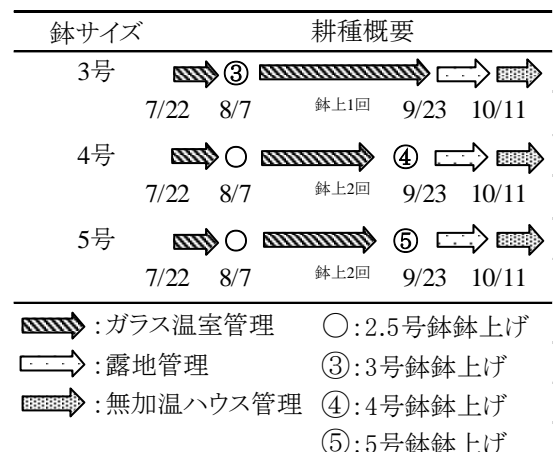 鉢サイズ 耕種概要
3号 ③
7/22 8/7 鉢上1回 9/23 10/11
4号 ○ ④
7/22 8/7 鉢上2回 9/23 10/11
5号 ○ ⑤
7/22 8/7 鉢上2回 9/23 10/11
:ガラス温室管理 ○:2.5号鉢鉢上げ
:露地管理 ③:3号鉢鉢上げ
:無加温ハウス管理 ④:4号鉢鉢上げ
⑤:5号鉢鉢上げ